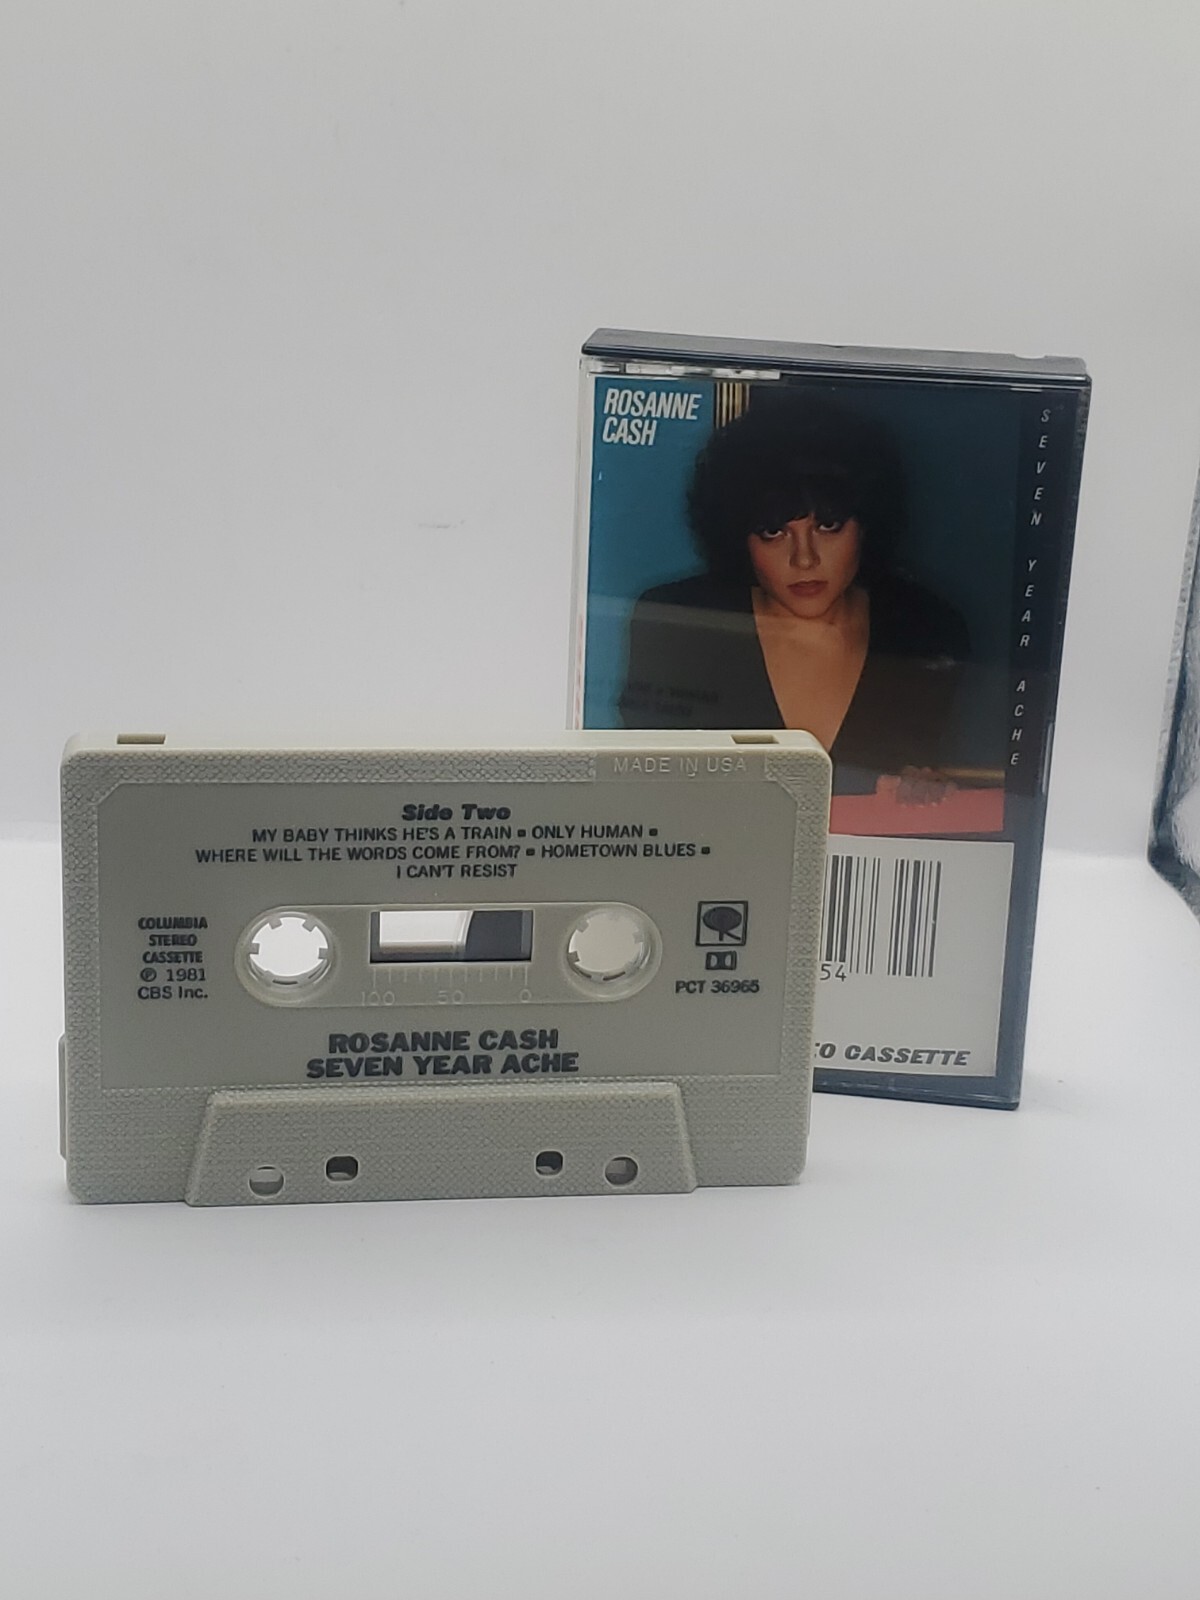 ROSANNE
CASH
SEVEN YEAR ACHE
54
CASSETTE
MADE IN USA
Side Two
MY BABY THINKS HE'S A TRAIN ▪ ONLY HUMAN ▪
WHERE WILL THE WORDS COME FROM? ▪ HOMETOWN BLUES ▪
I CAN'T RESIST
COLUMBIA
STEREO
CASSETTE
℗ 1981
CBS Inc.
100 50 0
PCT 36965
ROSANNE CASH
SEVEN YEAR ACHE